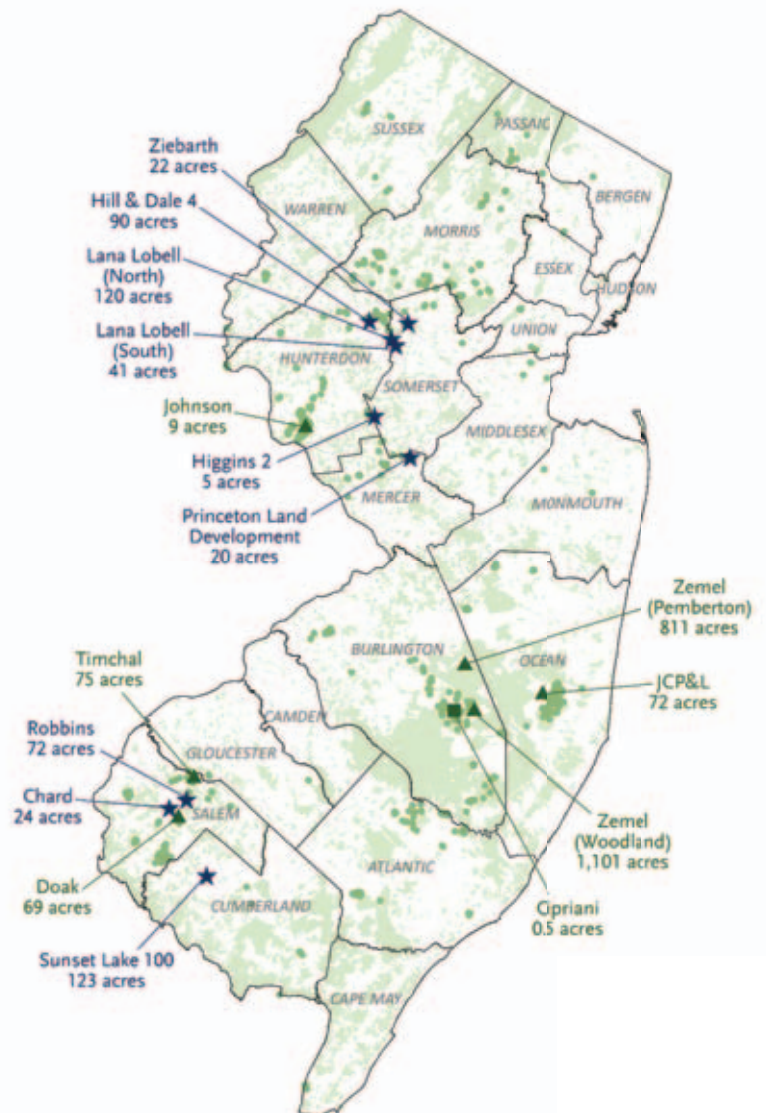 SUSSEX
PASSAIC
Ziebarth
22 acres
BERGEN
Hill & Dale 4
90 acres
WARREN
MORRIS
Lana Lobell
(North)
120 acres
ESSEX
HUDSON
Lana Lobell
(South)
41 acres
UNION
HUNTERDON
SOMERSET
Johnson
9 acres
MIDDLESEX
Higgins 2
5 acres
MERCER
MONMOUTH
Princeton Land
Development
20 acres
Zemel
(Pemberton)
811 acres
BURLINGTON
OCEAN
Timchal
75 acres
JCP&L
72 acres
CAMDEN
Robbins
72 acres
GLOUCESTER
Chard
24 acres
SALEM
Zemel
(Woodland)
1,101 acres
ATLANTIC
Doak
69 acres
Cipriani
0.5 acres
CUMBERLAND
Sunset Lake 100
123 acres
CAPE MAY